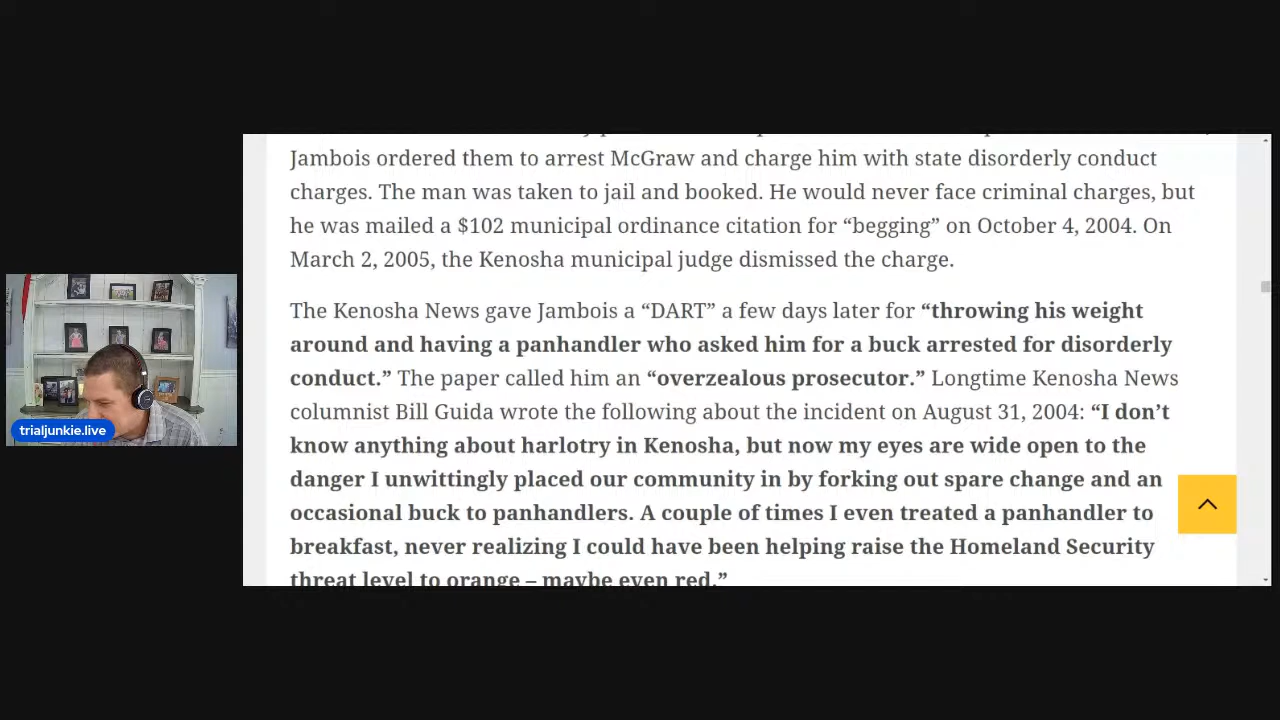 Jambois ordered them to arrest McGraw and charge him with state disorderly conduct
charges. The man was taken to jail and booked. He would never face criminal charges, but
he was mailed a $102 municipal ordinance citation for “begging” on October 4, 2004. On
March 2, 2005, the Kenosha municipal judge dismissed the charge.
The Kenosha News gave Jambois a “DART” a few days later for “throwing his weight
around and having a panhandler who asked him for a buck arrested for disorderly
conduct.” The paper called him an “overzealous prosecutor.” Longtime Kenosha News
columnist Bill Guida wrote the following about the incident on August 31, 2004: “I don’t
know anything about harlotry in Kenosha, but now my eyes are wide open to the
danger I unwittingly placed our community in by forking out spare change and an
occasional buck to panhandlers. A couple of times I even treated a panhandler to
breakfast, never realizing I could have been helping raise the Homeland Security
threat level to orange – maybe even red.”
trialjunkie.live